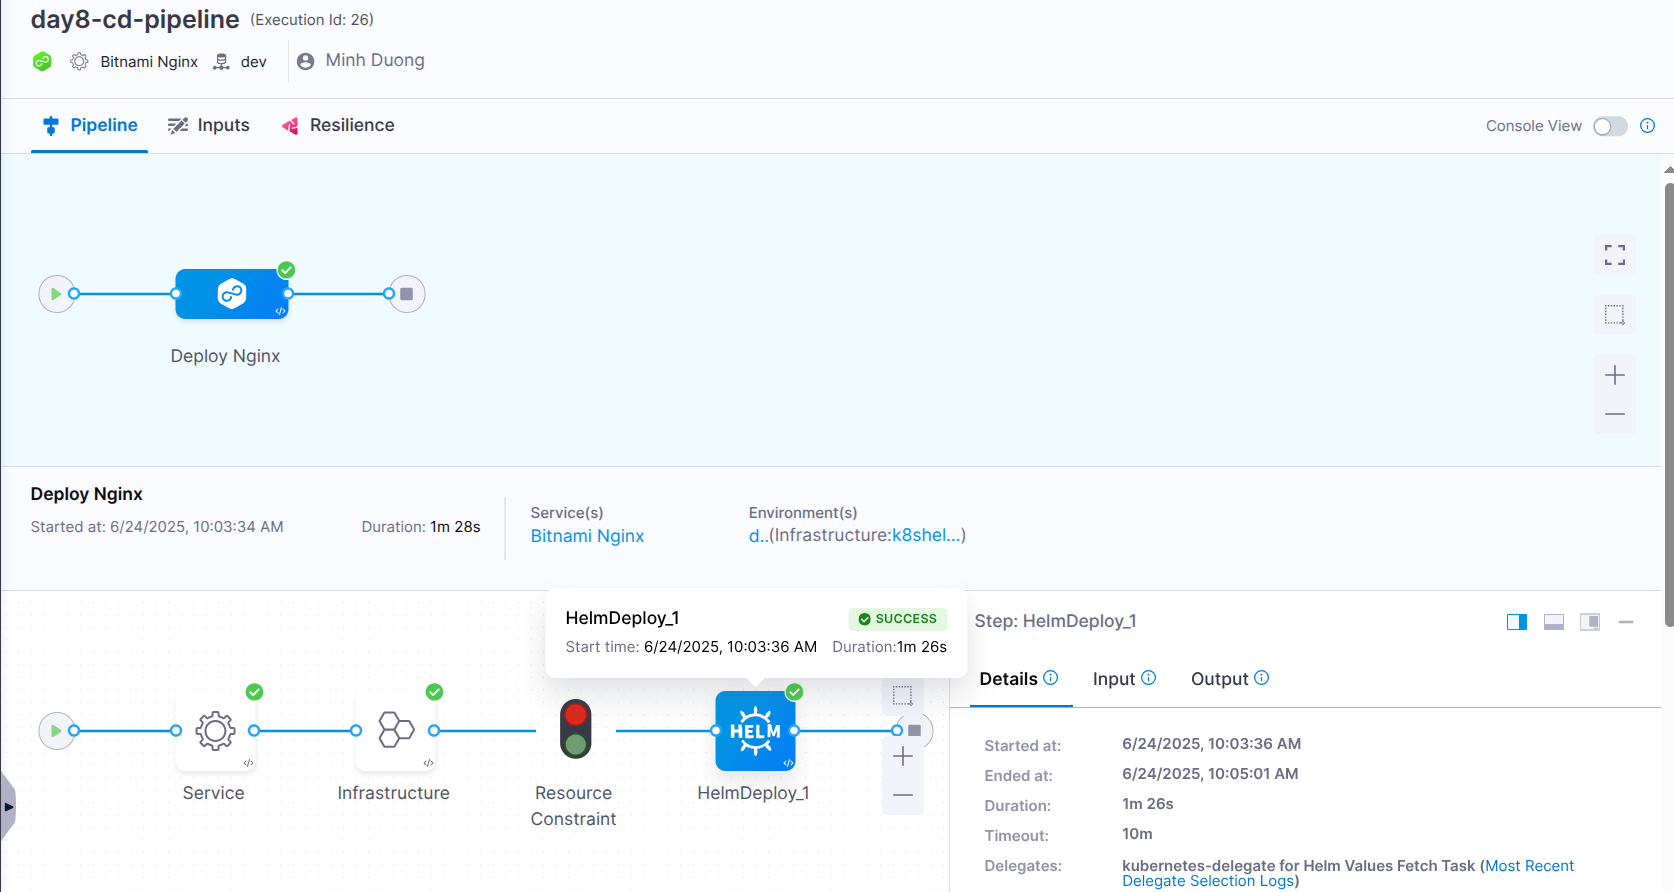 day8-cd-pipeline (Execution Id: 26)
Bitnami Nginx dev Minh Duong
Pipeline Inputs Resilience Console View
Deploy Nginx
Deploy Nginx
Started at: 6/24/2025, 10:03:34 AM Duration: 1m 28s
Service(s)
Bitnami Nginx
Environment(s)
d..(Infrastructure:k8shel...)
HelmDeploy_1 SUCCESS
Start time: 6/24/2025, 10:03:36 AM Duration:1m 26s
HELM
Service
Infrastructure
Resource
Constraint
HelmDeploy_1
Step: HelmDeploy_1
Details Input Output
Started at: 6/24/2025, 10:03:36 AM
Ended at: 6/24/2025, 10:05:01 AM
Duration: 1m 26s
Timeout: 10m
Delegates: kubernetes-delegate for Helm Values Fetch Task (Most Recent
Delegate Selection Logs)